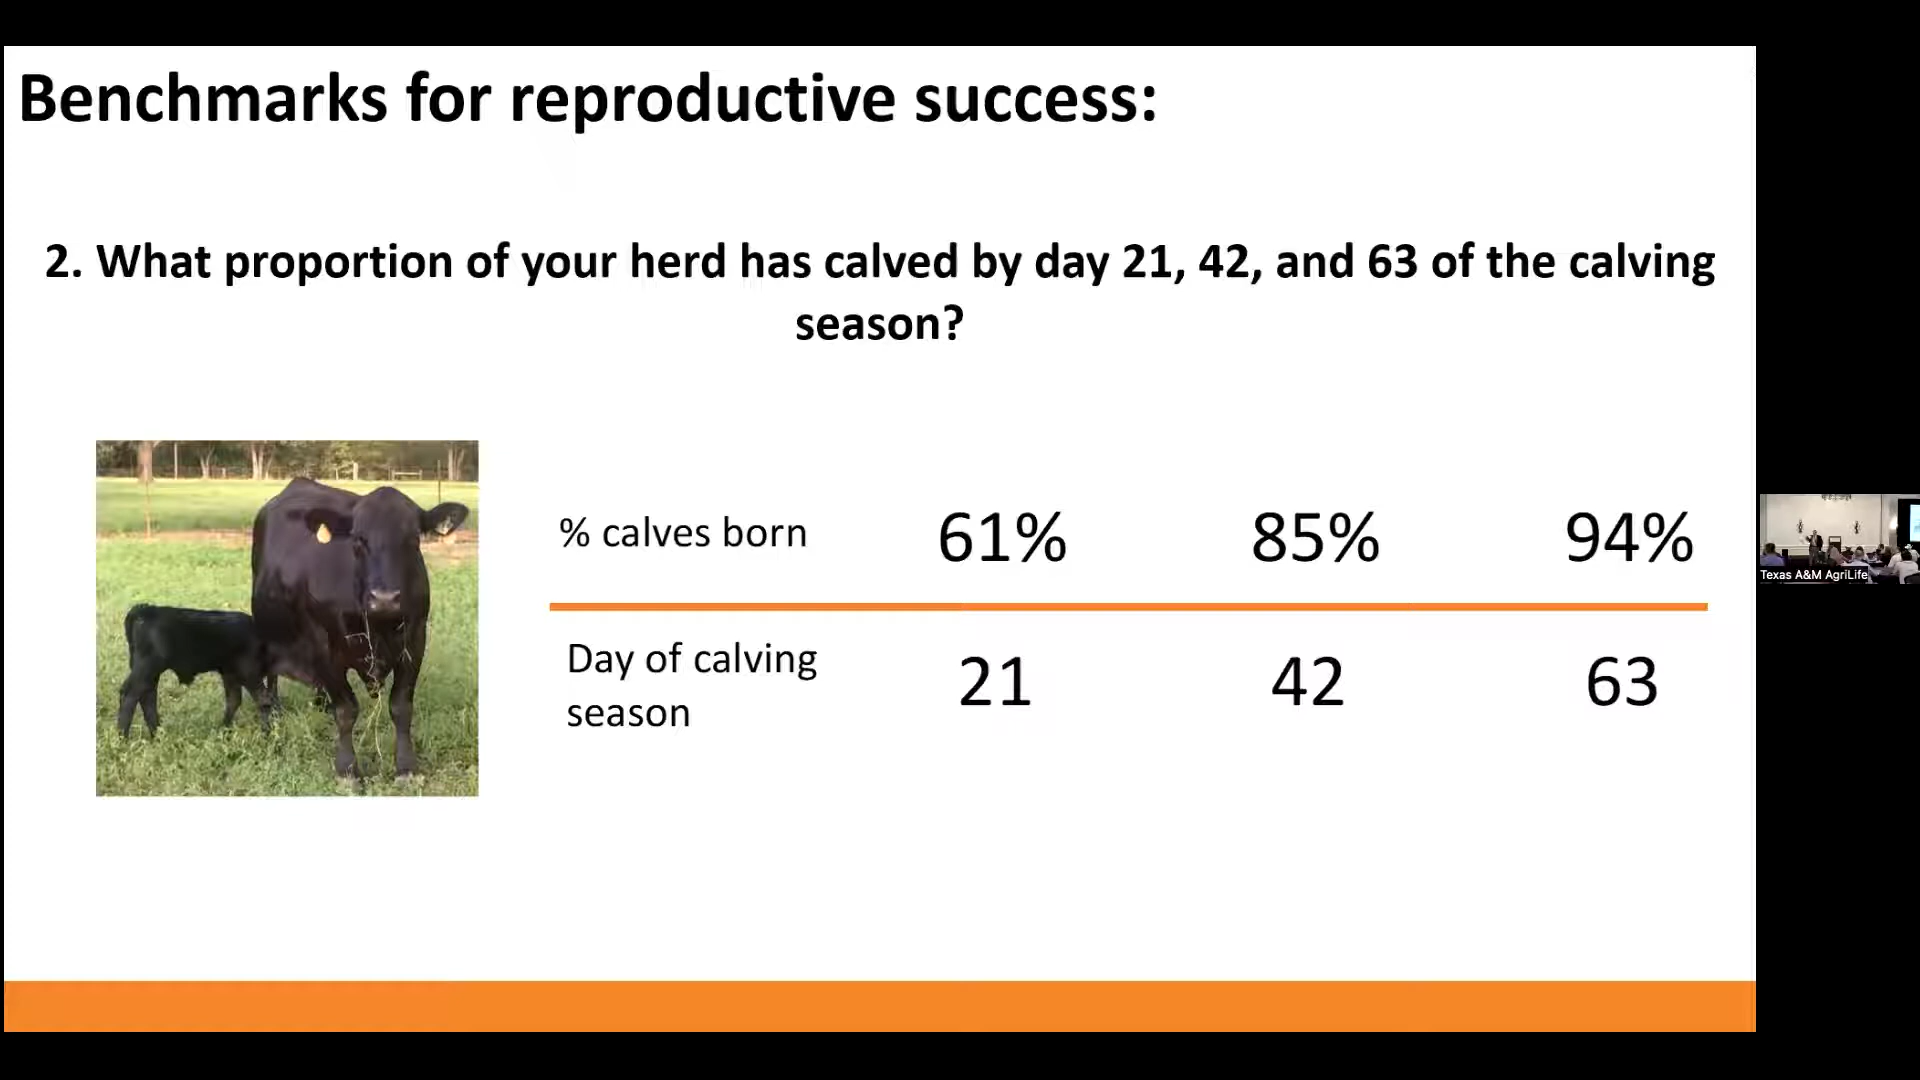 Benchmarks for reproductive success:
2. What proportion of your herd has calved by day 21, 42, and 63 of the calving
season?
% calves born 61% 85% 94%
Day of calving
season
21 42 63
Texas A&M AgriLife